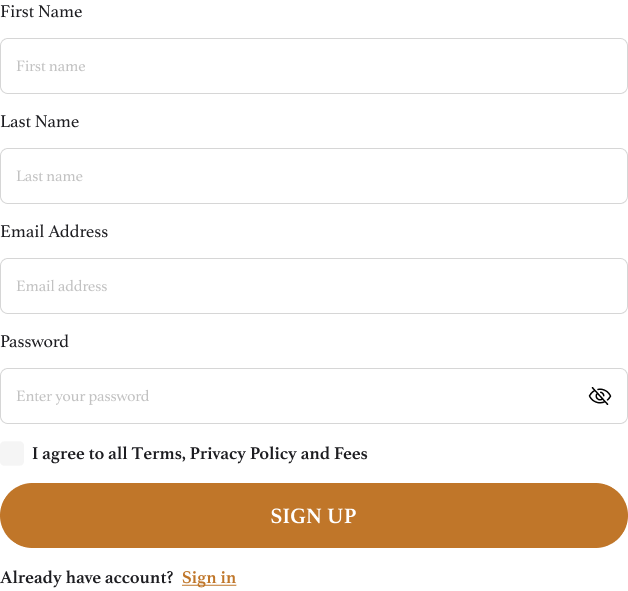 First Name
First name
Last Name
Last name
Email Address
Email address
Password
Enter your password
I agree to all Terms, Privacy Policy and Fees
SIGN UP
Already have account? Sign in